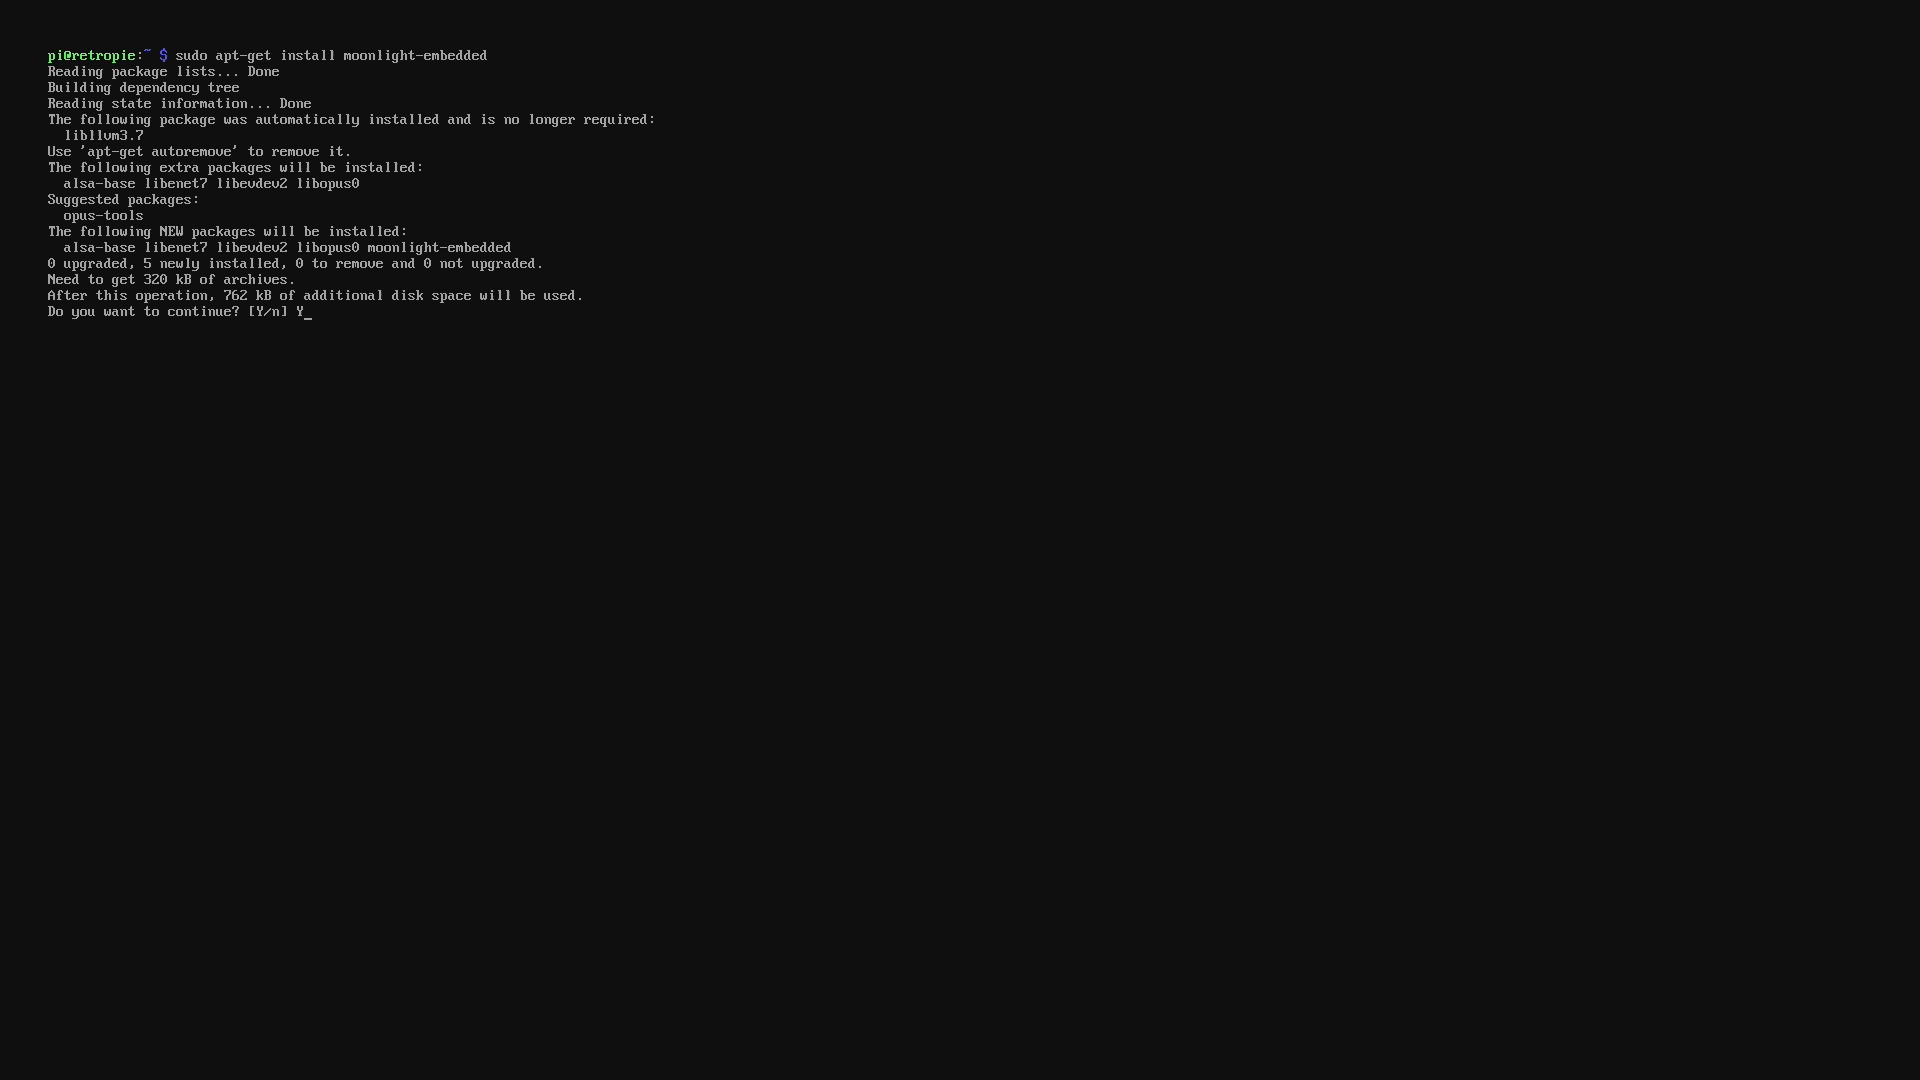 pi@retropie:~ $ sudo apt-get install moonlight-embedded
Reading package lists... Done
Building dependency tree
Reading state information... Done
The following package was automatically installed and is no longer required:
  libllvm3.7
Use 'apt-get autoremove' to remove it.
The following extra packages will be installed:
  alsa-base libenet7 libevdev2 libopus0
Suggested packages:
  opus-tools
The following NEW packages will be installed:
  alsa-base libenet7 libevdev2 libopus0 moonlight-embedded
0 upgraded, 5 newly installed, 0 to remove and 0 not upgraded.
Need to get 320 kB of archives.
After this operation, 762 kB of additional disk space will be used.
Do you want to continue? [Y/n] Y_